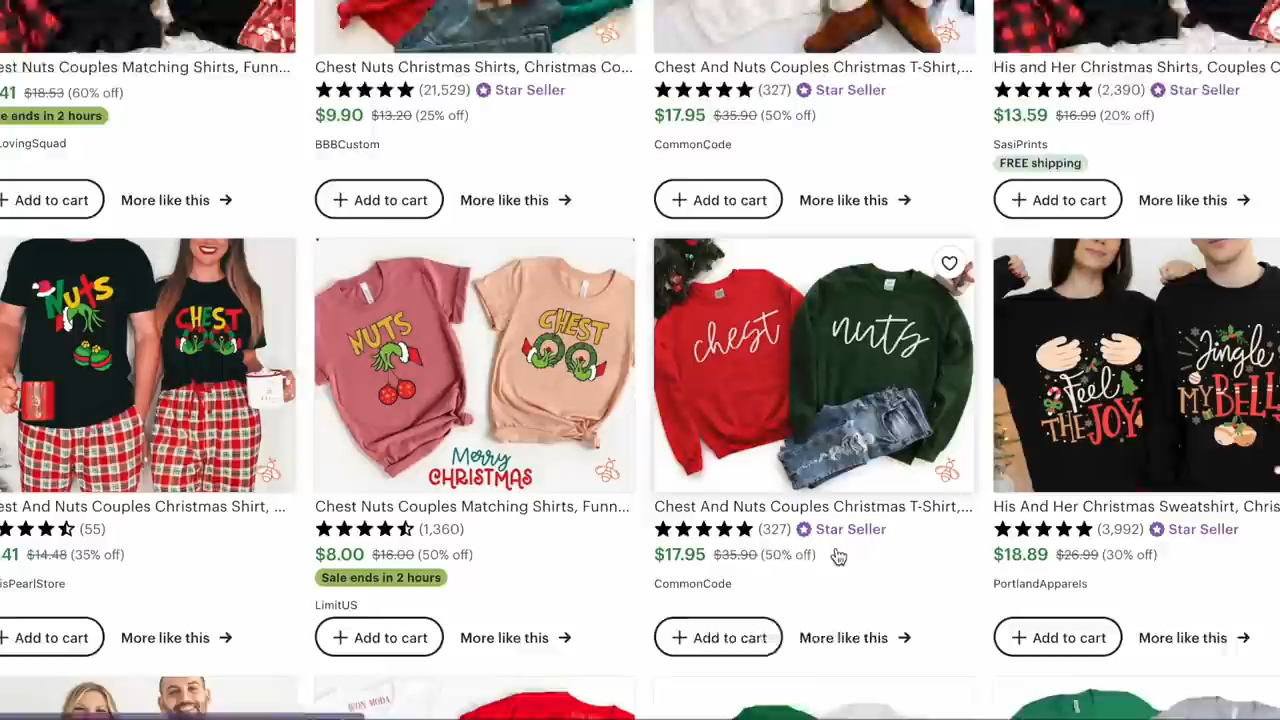 est Nuts Couples Matching Shirts, Funn...
41 $18.53 (60% off)
e ends in 2 hours
LovingSquad
+ Add to cart
More like this →
Chest Nuts Christmas Shirts, Christmas Co...
(21,529) Star Seller
$9.90 $13.20 (25% off)
BBBCustom
+ Add to cart
More like this →
Chest And Nuts Couples Christmas T-Shirt,...
(327) Star Seller
$17.95 $35.90 (50% off)
CommonCode
+ Add to cart
More like this →
His and Her Christmas Shirts, Couples C
(2,390) Star Seller
$13.59 $16.99 (20% off)
SasiPrints
FREE shipping
+ Add to cart
More like this →
NUTS
CHEST
est And Nuts Couples Christmas Shirt, ...
(55)
.41 $14.48 (35% off)
isPearlStore
+ Add to cart
More like this →
NUTS
CHEST
Merry
CHRISTMAS
Chest Nuts Couples Matching Shirts, Funn...
(1,360)
$8.00 $16.00 (50% off)
Sale ends in 2 hours
LimitUS
+ Add to cart
More like this →
chest
nuts
Chest And Nuts Couples Christmas T-Shirt,...
(327) Star Seller
$17.95 $35.90 (50% off)
CommonCode
+ Add to cart
More like this →
Feel
THE JOY
Jingle
MY BELL
His And Her Christmas Sweatshirt, Chris
(3,992) Star Seller
$18.89 $26.99 (30% off)
PortlandApparels
+ Add to cart
More like this →